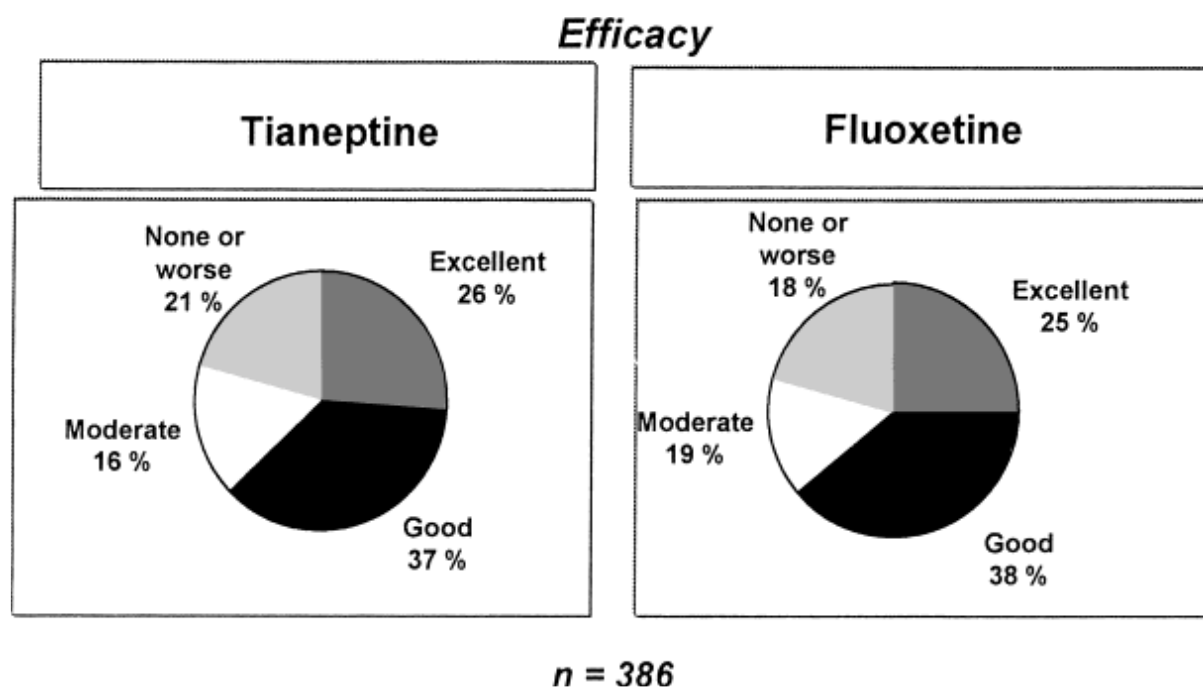 Efficacy
Tianeptine
Fluoxetine
None or
worse
21 %
Excellent
26 %
Moderate
16 %
Good
37 %
None or
worse
18 %
Excellent
25 %
Moderate
19 %
Good
38 %
n = 386